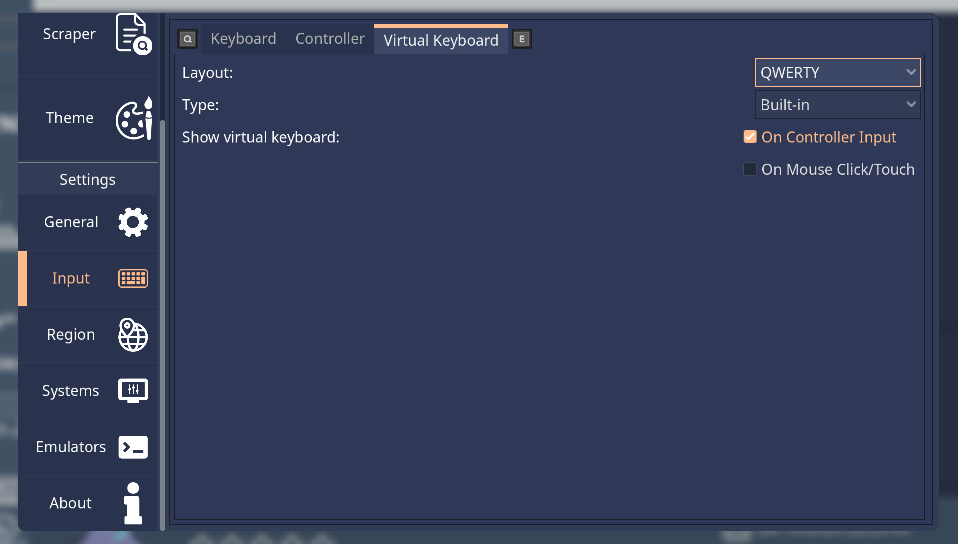 Scraper
Theme
Settings
General
Input
Region
Systems
Emulators
About
Q Keyboard Controller Virtual Keyboard E
Layout: QWERTY
Type: Built-in
Show virtual keyboard: On Controller Input
On Mouse Click/Touch